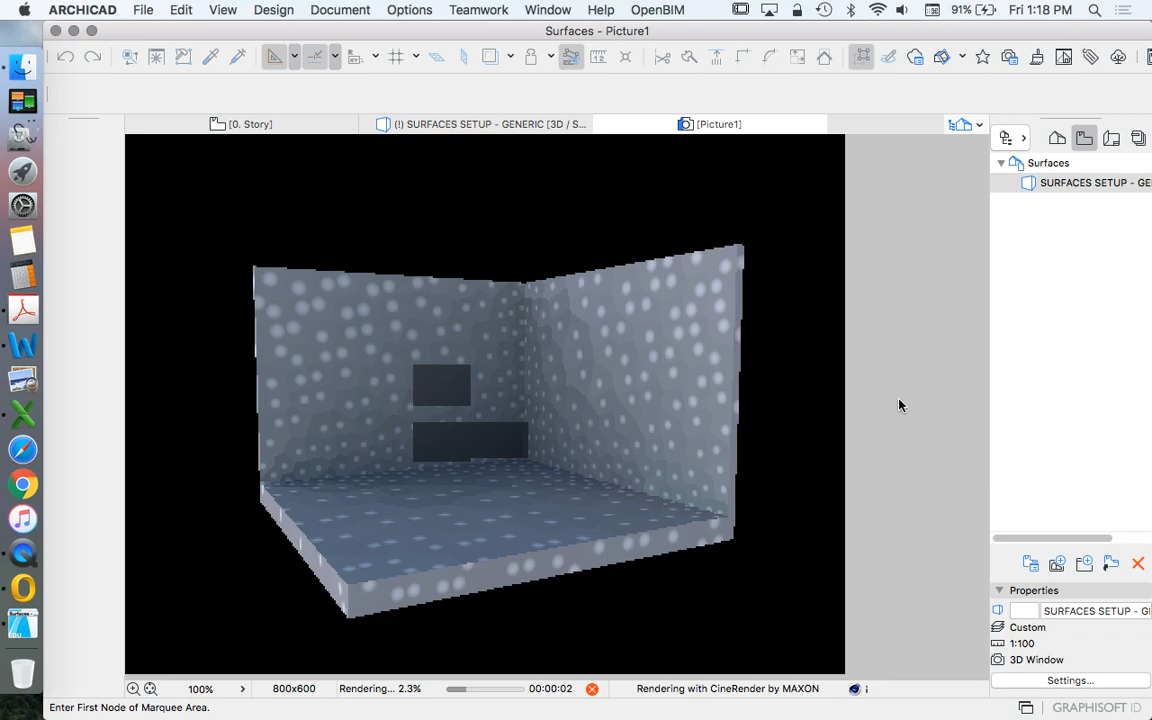 ARCHICAD File Edit View Design Document Options Teamwork Window Help OpenBIM 91% Fri 1:18 PM
Surfaces - Picture1
[0. Story] (!) SURFACES SETUP - GENERIC [3D / S... [Picture1]
Surfaces
SURFACES SETUP - GE
Properties
SURFACES SETUP - GI
Custom
1:100
3D Window
Settings...
100% 800x600 Rendering... 2.3% 00:00:02 Rendering with CineRender by MAXON
Enter First Node of Marquee Area. GRAPHISOFT ID